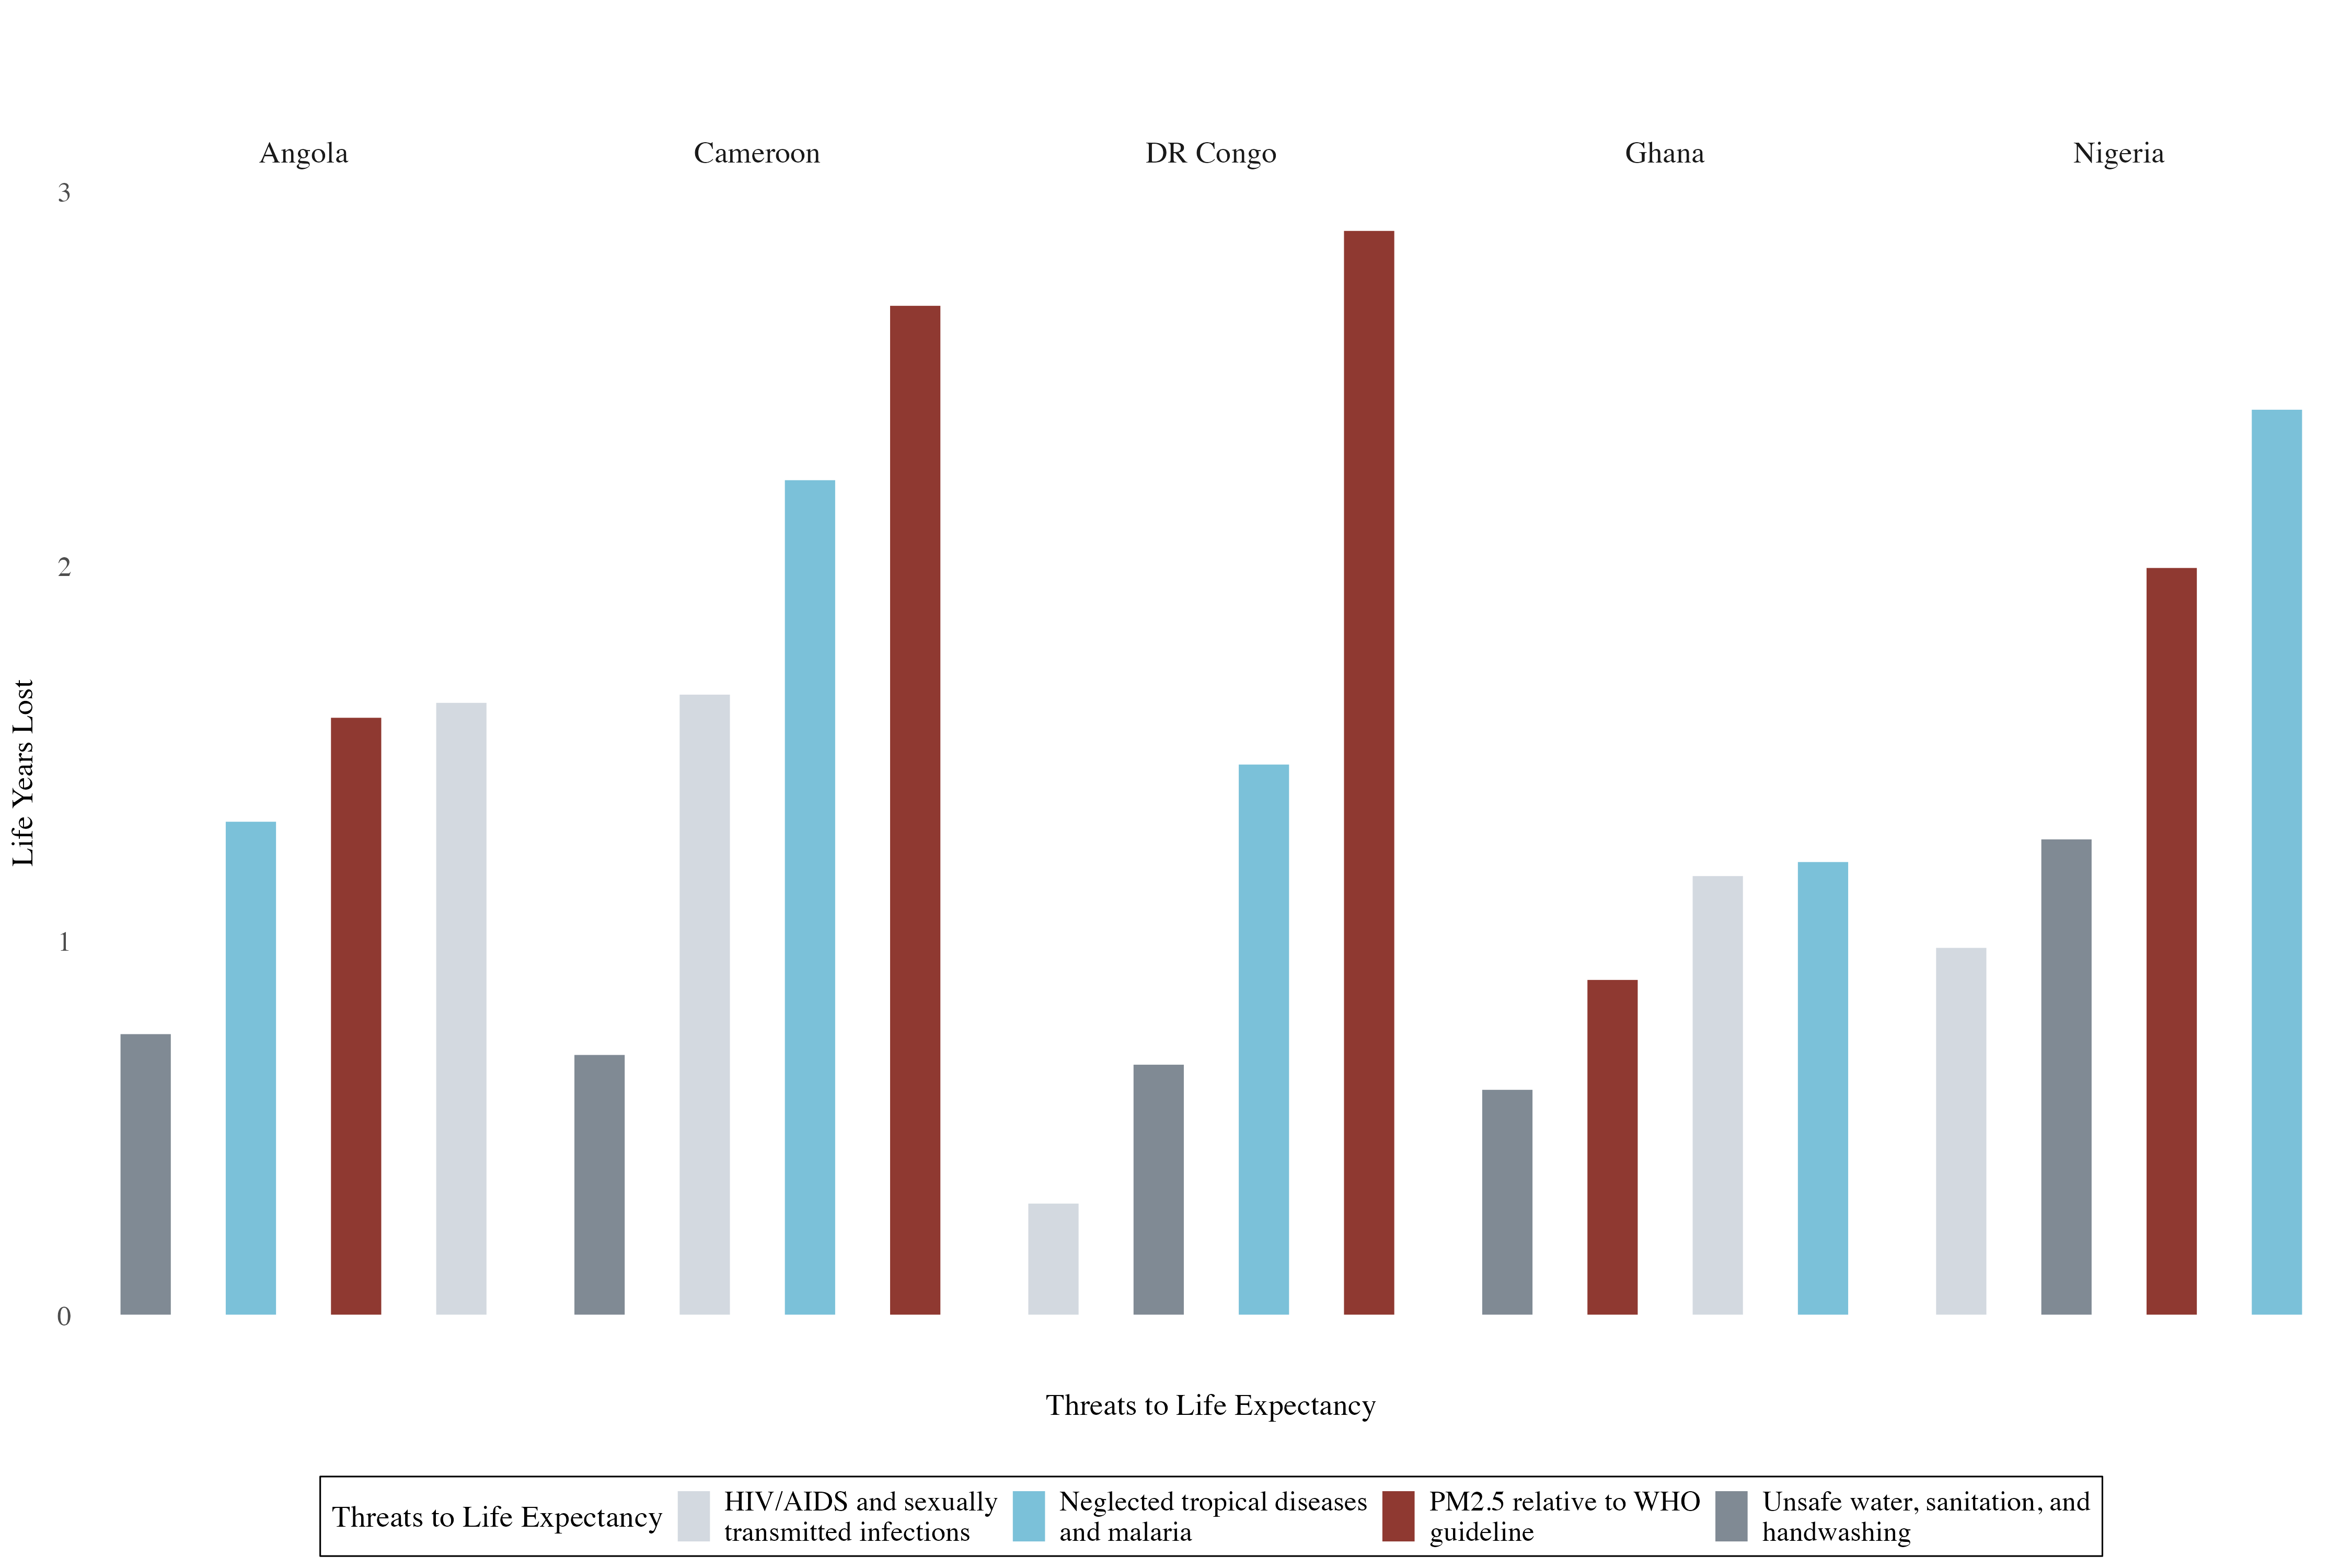 Angola
Cameroon
DR Congo
Ghana
Nigeria
3
2
1
0
Life Years Lost
Threats to Life Expectancy
Threats to Life Expectancy
HIV/AIDS and sexually
transmitted infections
Neglected tropical diseases
and malaria
PM2.5 relative to WHO
guideline
Unsafe water, sanitation, and
handwashing